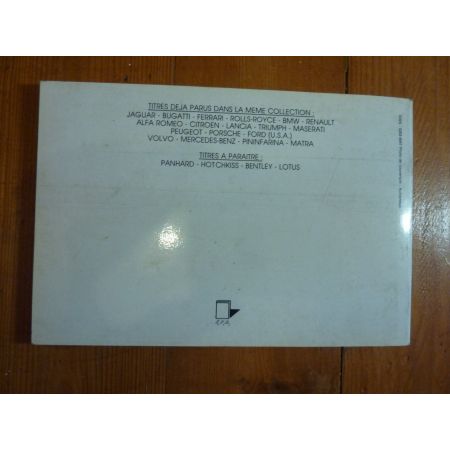 TITRES DEJA PARUS DANS LA MEME COLLECTION :
JAGUAR - BUGATTI - FERRARI - ROLLS-ROYCE - BMW - RENAULT
ALFA ROMEO - CITROEN - LANCIA - TRIUMPH - MASERATI
PEUGEOT - PORSCHE - FORD (U.S.A.)
VOLVO - MERCEDES-BENZ - PININFARINA - MATRA
TITRES A PARAITRE :
PANHARD - HOTCHKISS - BENTLEY - LOTUS